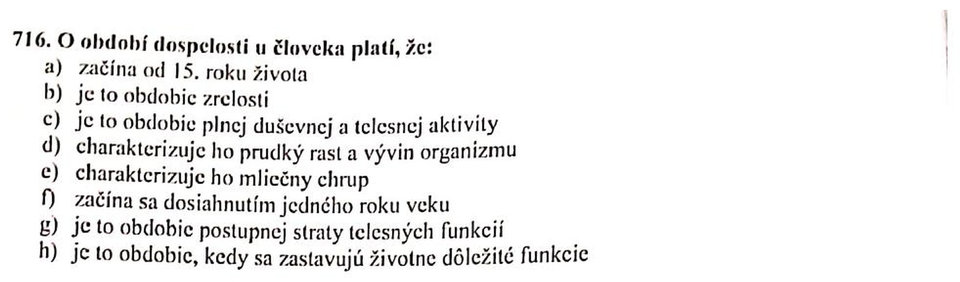 716. O období dospelosti u človeka platí, že:
a) začína od 15. roku života
b) je to obdobie zrelosti
c) je to obdobie plnej duševnej a telesnej aktivity
d) charakterizuje ho prudký rast a vývin organizmu
e) charakterizuje ho mliečny chrup
f) začína sa dosiahnutím jedného roku veku
g) je to obdobie postupnej straty telesných funkcií
h) je to obdobie, kedy sa zastavujú životne dôležité funkcie